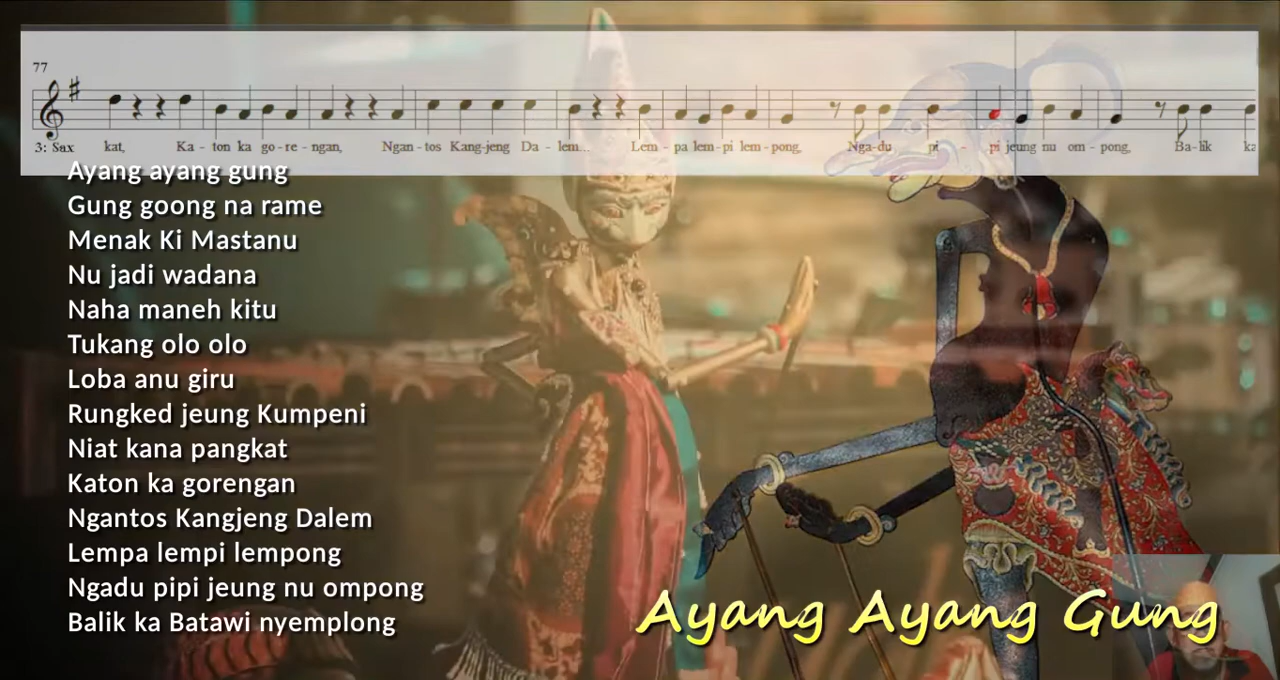 77
3: Sax kat, Ka - ton ka go - re - ngan, Ngan - tos Kang-jeng Da - lem... Lem - pa lem - pi lem - pong, Nga-du pi - pi jeung nu om - pong, Ba-lik ka
Ayang ayang gung
Gung goong na rame
Menak Ki Mastanu
Nu jadi wadana
Naha maneh kitu
Tukang olo olo
Loba anu giru
Rungked jeung Kumpeni
Niat kana pangkat
Katon ka gorengan
Ngantos Kangjeng Dalem
Lempa lempi lempong
Ngadu pipi jeung nu ompong
Balik ka Batawi nyemplong
Ayang Ayang Gung